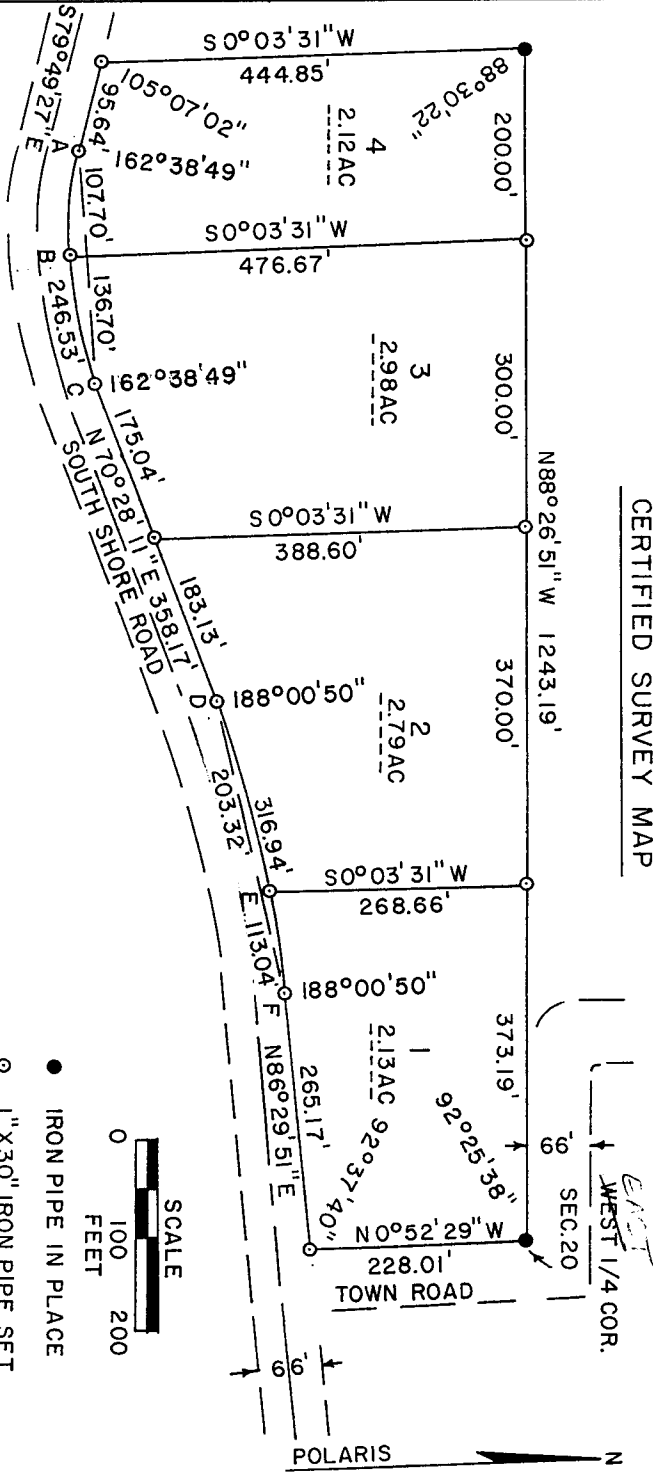 CERTIFIED SURVEY MAP
EAST
WEST 1/4 COR.
SEC.20
66'
N
POLARIS
N88°26'51"W 1243.19'
200.00'
300.00'
370.00'
373.19'
88°30'22"
92°25'38"
S0°03'31"W
444.85'
4
2.12AC
S0°03'31"W
476.67'
3
2.98AC
S0°03'31"W
388.60'
2
2.79AC
S0°03'31"W
268.66'
1
2.13AC
N0°52'29"W
228.01'
TOWN ROAD
92°37'40"
105°07'02"
95.64'
S79°49'27"E
A
162°38'49"
107.70'
B
136.70'
246.53'
C
162°38'49"
175.04'
N70°28'11"E 358.17'
SOUTH SHORE ROAD
183.13'
D
188°00'50"
203.32'
316.94'
E
113.04'
F
188°00'50"
265.17'
N86°29'51"E
66'
SCALE
0 100 200
FEET
● IRON PIPE IN PLACE
⊙ 1"X30" IRON PIPE SET